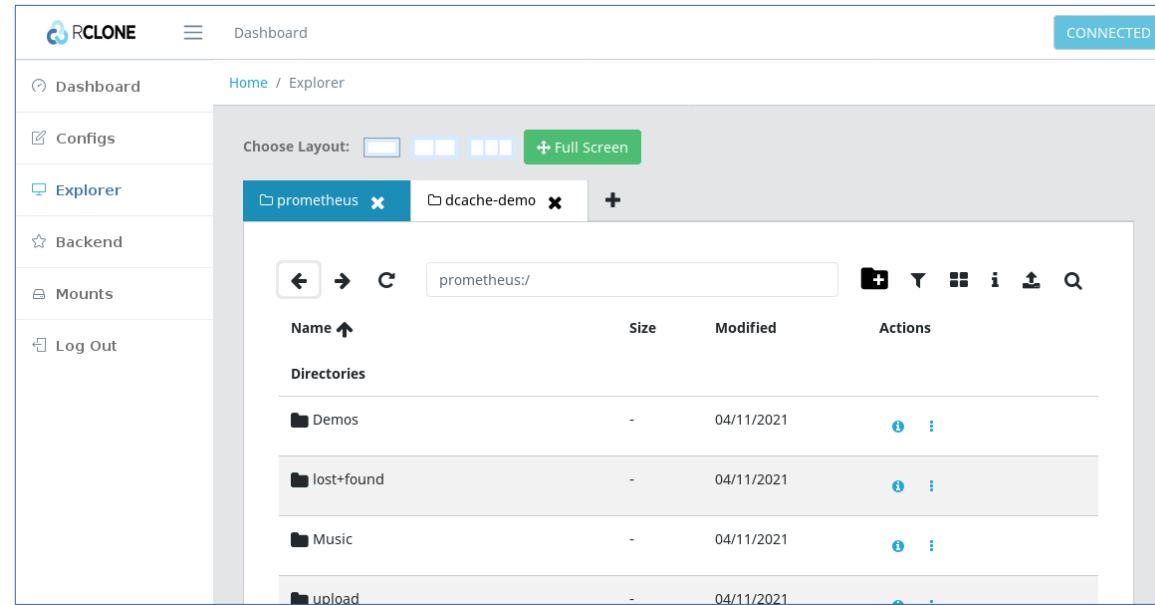 RCLONE
Dashboard
CONNECTED
Dashboard
Configs
Explorer
Backend
Mounts
Log Out
Home / Explorer
Choose Layout:
Full Screen
prometheus
dcache-demo
prometheus:/
Name Size Modified Actions
Directories
Demos - 04/11/2021
lost+found - 04/11/2021
Music - 04/11/2021
upload - 04/11/2021